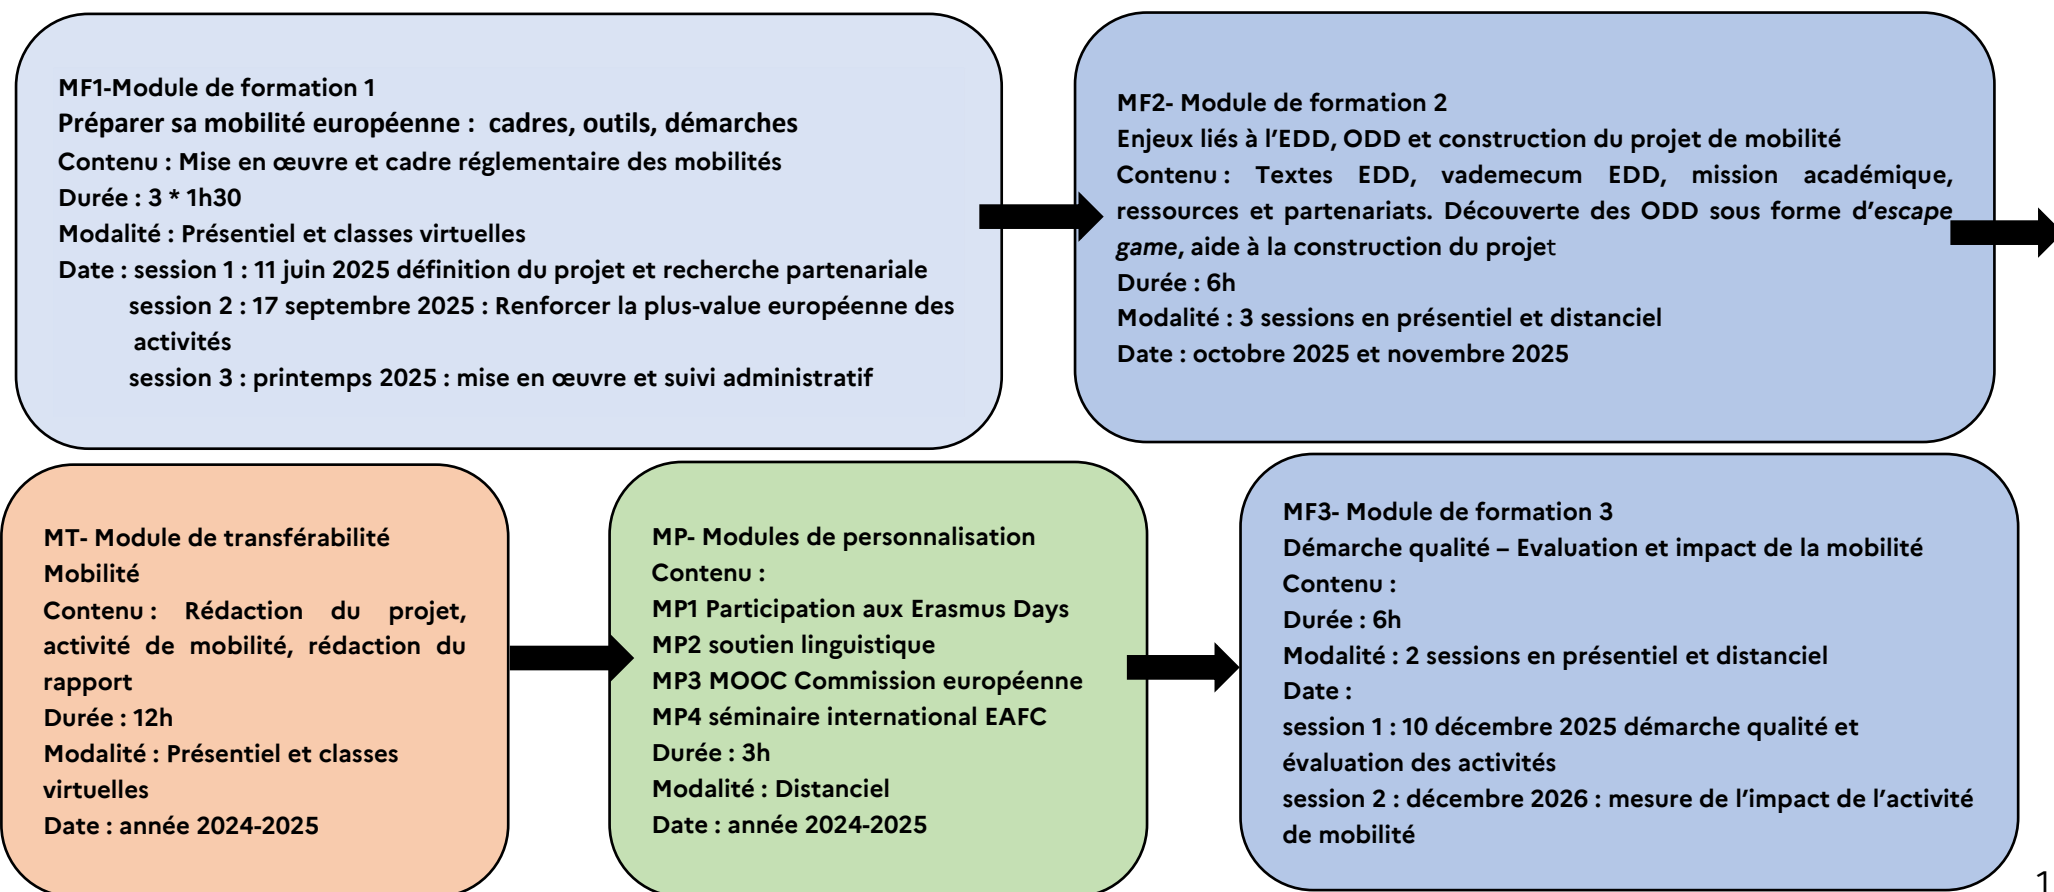 MF1-Module de formation 1
Préparer sa mobilité européenne : cadres, outils, démarches
Contenu : Mise en œuvre et cadre réglementaire des mobilités
Durée : 3 * 1h30
Modalité : Présentiel et classes virtuelles
Date : session 1 : 11 juin 2025 définition du projet et recherche partenariale
session 2 : 17 septembre 2025 : Renforcer la plus-value européenne des
activités
session 3 : printemps 2025 : mise en œuvre et suivi administratif
MF2- Module de formation 2
Enjeux liés à l’EDD, ODD et construction du projet de mobilité
Contenu : Textes EDD, vademecum EDD, mission académique,
ressources et partenariats. Découverte des ODD sous forme d’escape
game, aide à la construction du projet
Durée : 6h
Modalité : 3 sessions en présentiel et distanciel
Date : octobre 2025 et novembre 2025
MT- Module de transférabilité
Mobilité
Contenu : Rédaction du projet,
activité de mobilité, rédaction du
rapport
Durée : 12h
Modalité : Présentiel et classes
virtuelles
Date : année 2024-2025
MP- Modules de personnalisation
Contenu :
MP1 Participation aux Erasmus Days
MP2 soutien linguistique
MP3 MOOC Commission européenne
MP4 séminaire international EAFC
Durée : 3h
Modalité : Distanciel
Date : année 2024-2025
MF3- Module de formation 3
Démarche qualité – Evaluation et impact de la mobilité
Contenu :
Durée : 6h
Modalité : 2 sessions en présentiel et distanciel
Date :
session 1 : 10 décembre 2025 démarche qualité et
évaluation des activités
session 2 : décembre 2026 : mesure de l’impact de l’activité
de mobilité
1